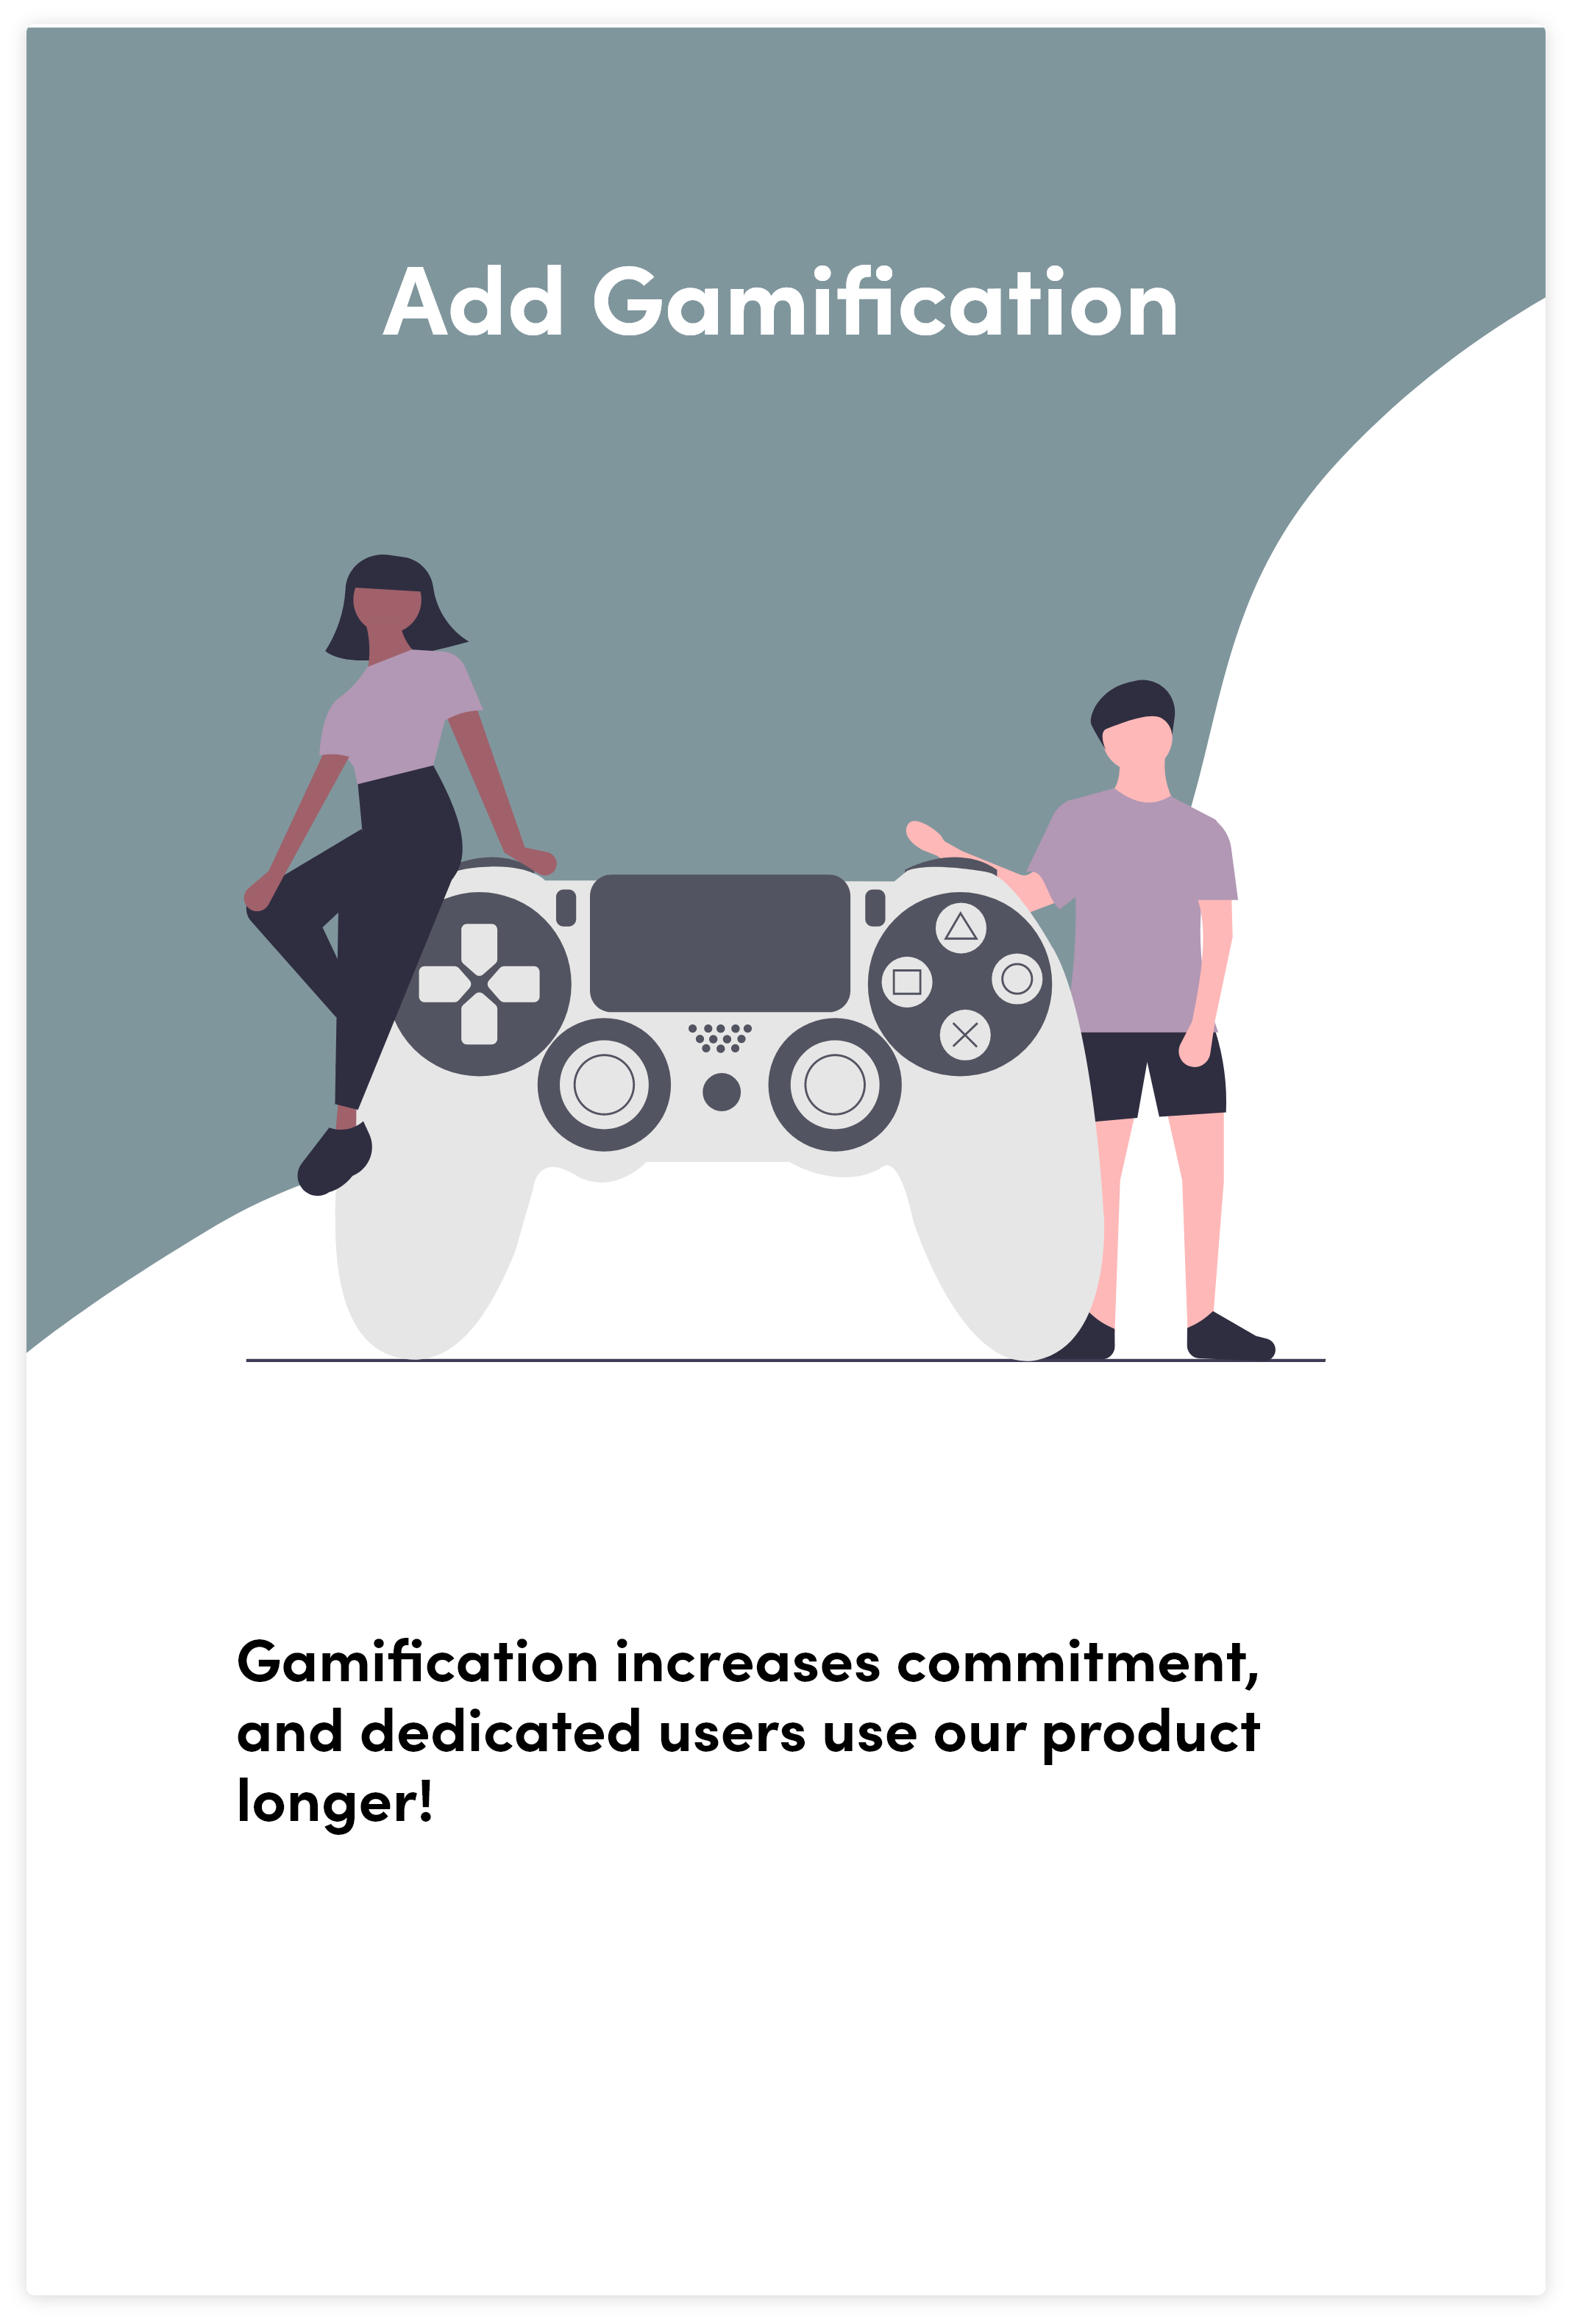 Add Gamification
Gamification increases commitment,
and dedicated users use our product
longer!